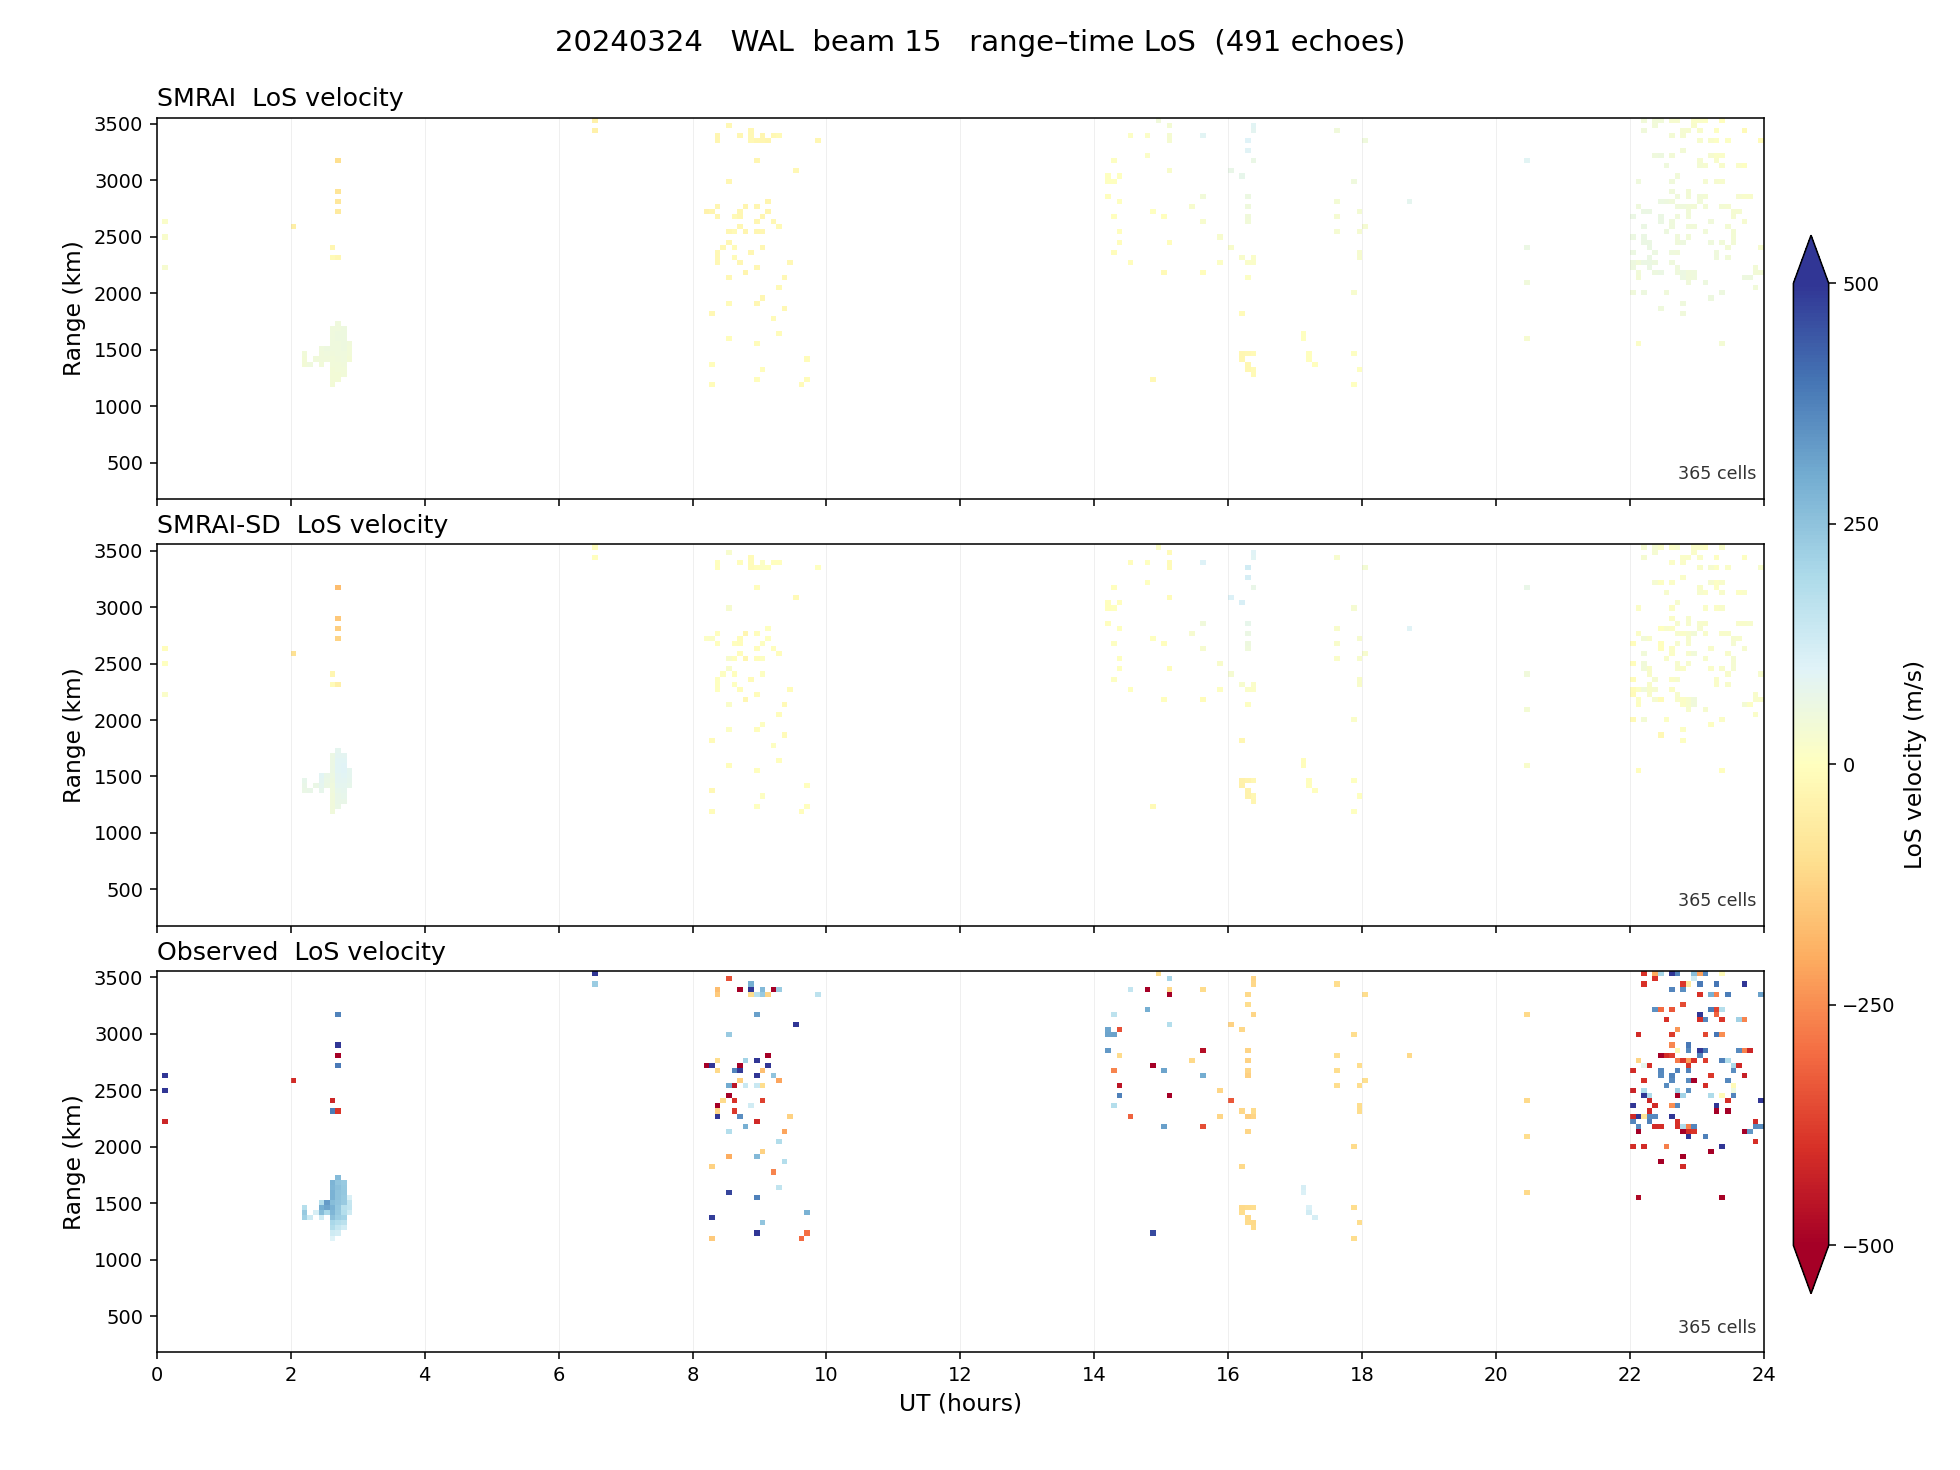 20240324   WAL  beam 15   range–time LoS  (491 echoes)
SMRAI  LoS velocity
3500
3000
2500
2000
1500
1000
500
Range (km)
365 cells
SMRAI-SD  LoS velocity
3500
3000
2500
2000
1500
1000
500
Range (km)
365 cells
Observed  LoS velocity
3500
3000
2500
2000
1500
1000
500
Range (km)
365 cells
0 2 4 6 8 10 12 14 16 18 20 22 24
UT (hours)
500
250
0
−250
−500
LoS velocity (m/s)